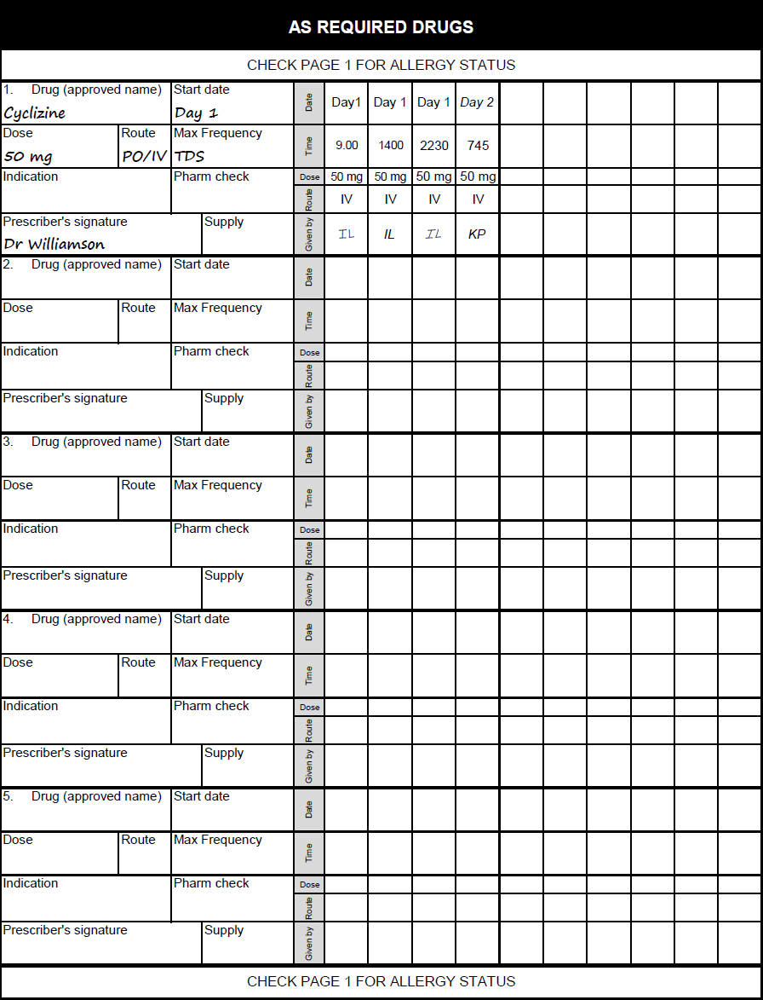 AS REQUIRED DRUGS
CHECK PAGE 1 FOR ALLERGY STATUS
1. Drug (approved name) Start date Date Day1 Day 1 Day 1 Day 2
Cyclizine Day 1
Dose Route Max Frequency Time 9.00 1400 2230 745
50 mg PO/IV TDS
Indication Pharm check Dose 50 mg 50 mg 50 mg 50 mg
Route IV IV IV IV
Prescriber's signature Supply Given by IL IL IL KP
Dr Williamson
2. Drug (approved name) Start date Date
Dose Route Max Frequency Time
Indication Pharm check Dose
Route
Prescriber's signature Supply Given by
3. Drug (approved name) Start date Date
Dose Route Max Frequency Time
Indication Pharm check Dose
Route
Prescriber's signature Supply Given by
4. Drug (approved name) Start date Date
Dose Route Max Frequency Time
Indication Pharm check Dose
Route
Prescriber's signature Supply Given by
5. Drug (approved name) Start date Date
Dose Route Max Frequency Time
Indication Pharm check Dose
Route
Prescriber's signature Supply Given by
CHECK PAGE 1 FOR ALLERGY STATUS